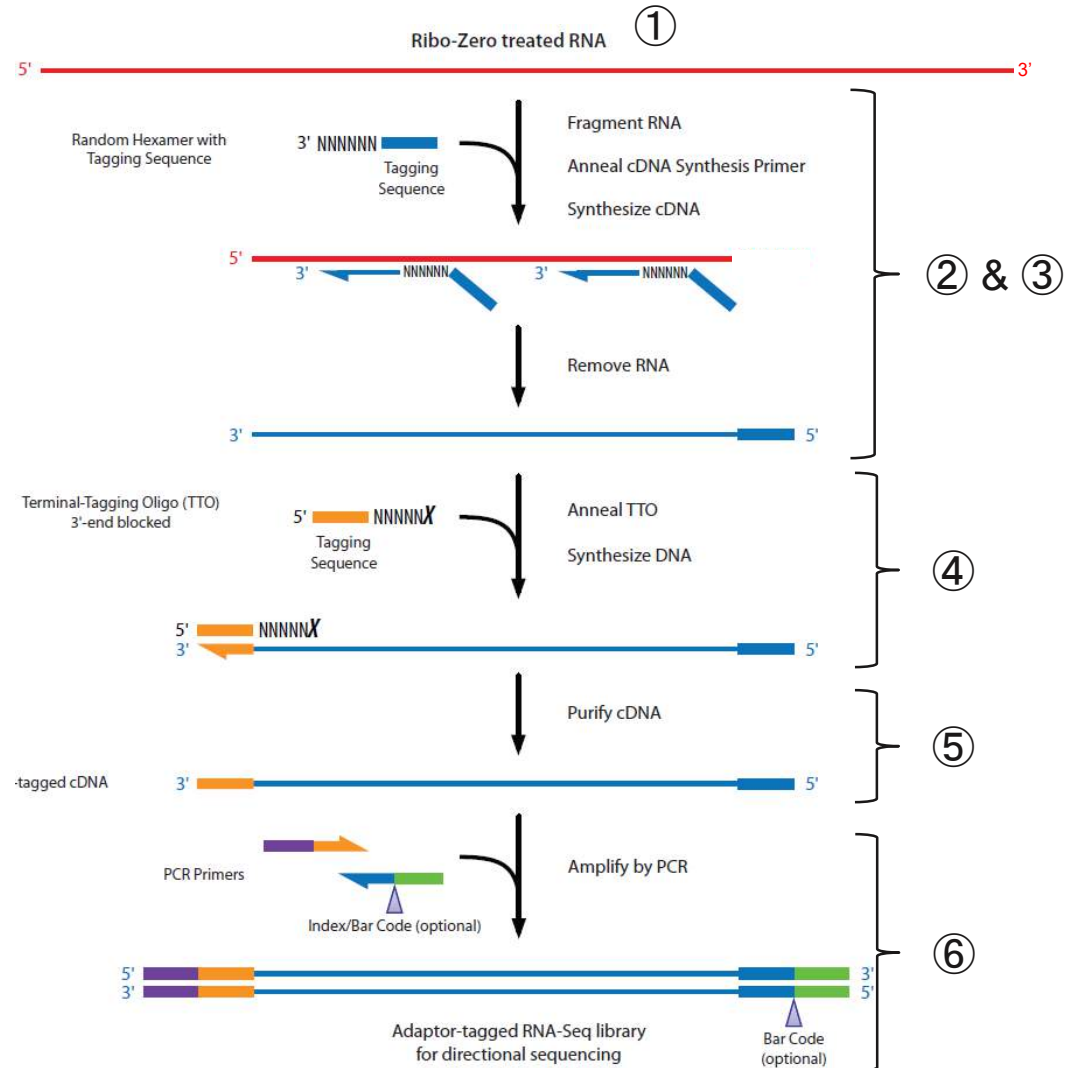 Ribo-Zero treated RNA ①
5' 3'
Fragment RNA
Random Hexamer with
Tagging Sequence
3' NNNNNN
Tagging
Sequence
Anneal cDNA Synthesis Primer
Synthesize cDNA
5'
3' NNNNNN 3' NNNNNN
② & ③
Remove RNA
3' 5'
Terminal-Tagging Oligo (TTO)
3'-end blocked
5' NNNNNX
Tagging
Sequence
Anneal TTO
Synthesize DNA
④
5' NNNNNX
3' 5'
Purify cDNA
⑤
-tagged cDNA 3' 5'
PCR Primers
Amplify by PCR
Index/Bar Code (optional)
⑥
5' 3'
3' 5'
Adaptor-tagged RNA-Seq library
for directional sequencing
Bar Code
(optional)